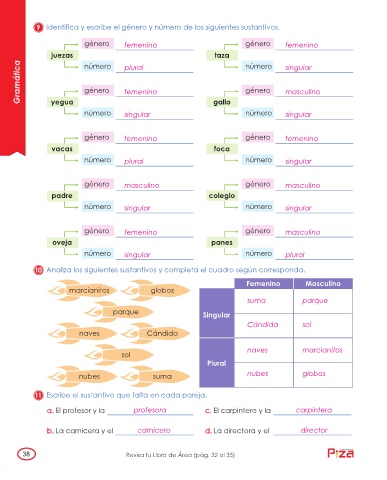 9 Identifica y escribe el género y número de los siguientes sustantivos.
Gramática
juezas
género femenino
número plural
taza
género femenino
número singular
yegua
género femenino
número singular
gallo
género masculino
número singular
vacas
género femenino
número plural
foca
género femenino
número singular
padre
género masculino
número singular
colegio
género masculino
número singular
oveja
género femenino
número singular
panes
género masculino
número plural
10 Analiza los siguientes sustantivos y completa el cuadro según corresponda.
marcianitos globos
parque
naves Cándida
sol
nubes suma
Femenino Masculino
Singular
suma parque
Cándida sol
Plural
naves marcianitos
nubes globos
11 Escribe el sustantivo que falta en cada pareja.
a. El profesor y la profesora
c. El carpintero y la carpintera
b. La carnicera y el carnicero
d. La directora y el director
38
Revisa tu Libro de Área (pág. 32 al 35)